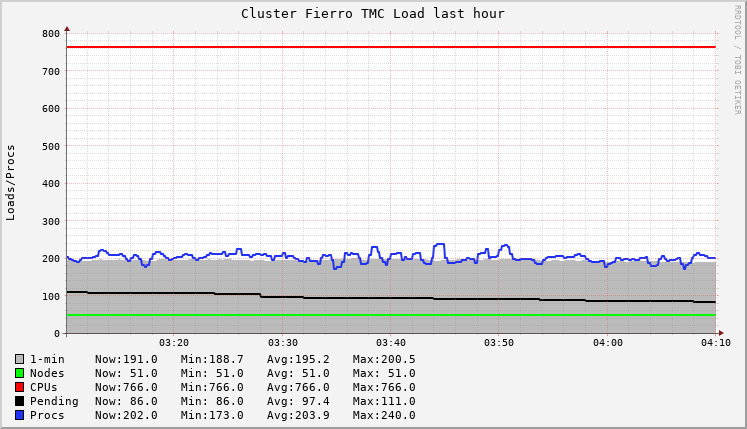 Cluster Fierro TMC Load last hour
RRDTOOL / TOBI OETIKER
Loads/Procs
800
700
600
500
400
300
200
100
0
03:20 03:30 03:40 03:50 04:00 04:10
1-min Now:191.0 Min:188.7 Avg:195.2 Max:200.5
Nodes Now: 51.0 Min: 51.0 Avg: 51.0 Max: 51.0
CPUs Now:766.0 Min:766.0 Avg:766.0 Max:766.0
Pending Now: 86.0 Min: 86.0 Avg: 97.4 Max:111.0
Procs Now:202.0 Min:173.0 Avg:203.9 Max:240.0